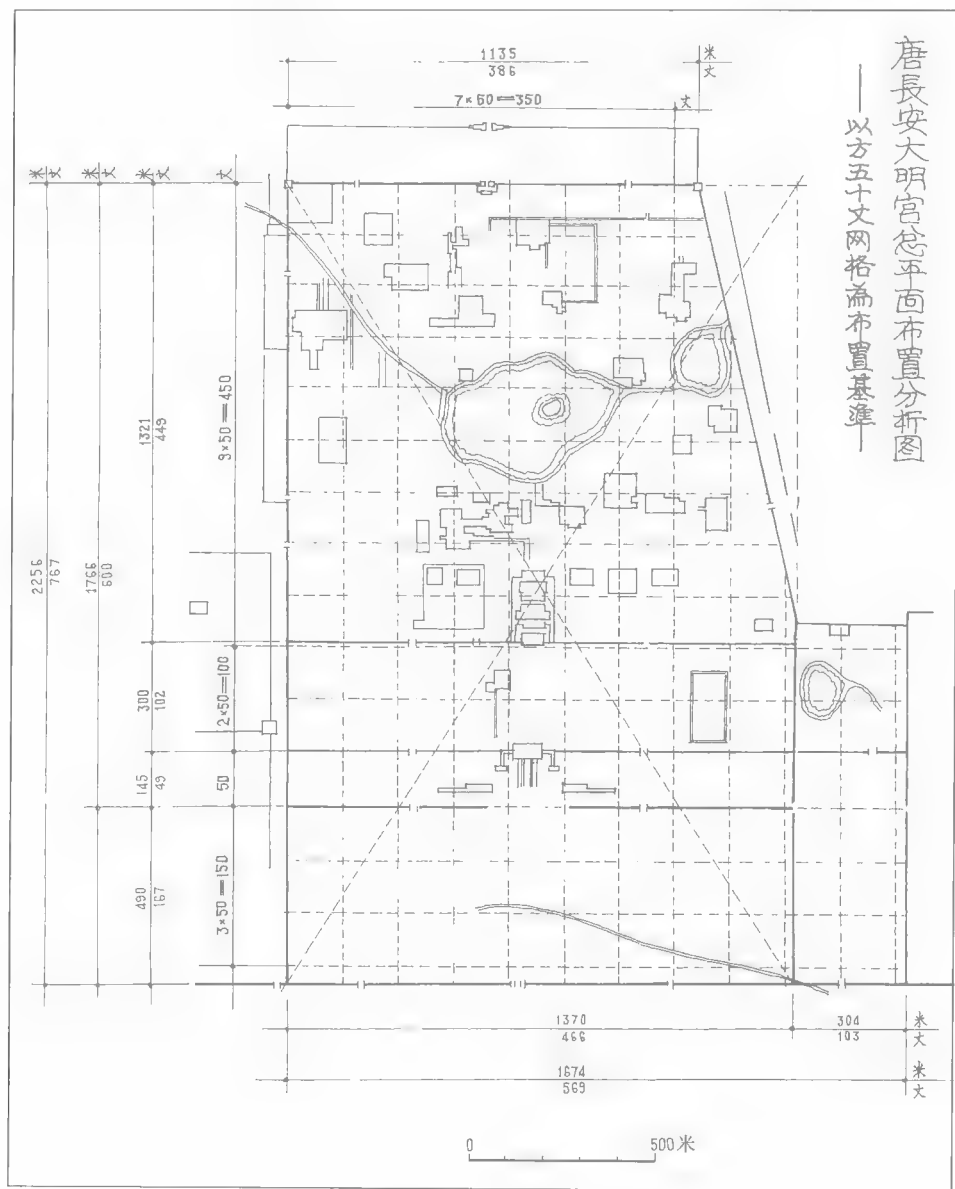 唐長安大明宫总平面布置分析图
——以方五十丈网格為布置基準——
1135 米
386 丈
7×50=350 丈
米
丈
米
丈
米
丈
丈
2256
767
1766
600
1321
449
9×50=450
300
102
2×50=100
145
49
50
490
167
3×50=150
1370 304 米
466 103 丈
1674 米
569 丈
0 500米